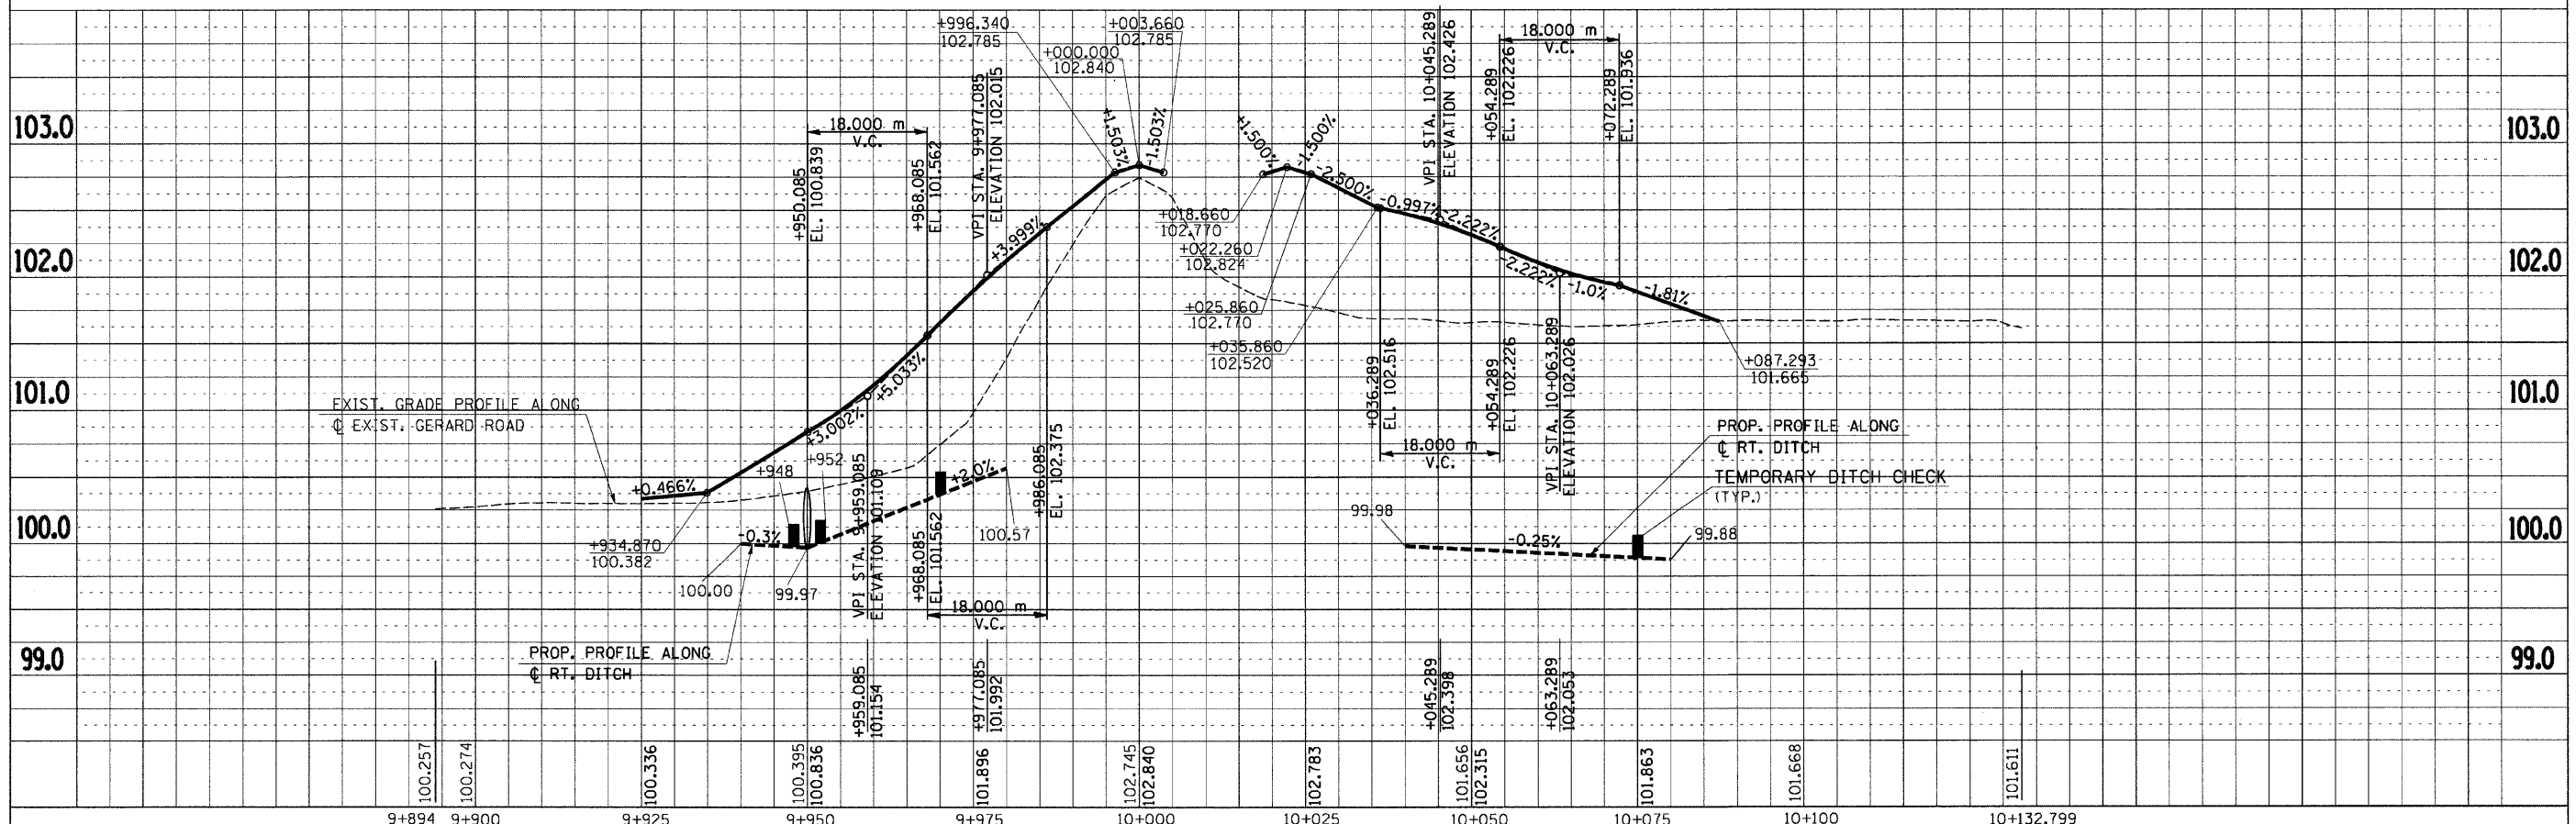 +996.340
102.785
+003.660
102.785
+000.000
102.840
VPI STA. 9+977.085
ELEVATION 102.015
VPI STA. 10+045.289
ELEVATION 102.426
18.000 m
V.C.
+054.289
EL. 102.226
+072.289
EL. 101.936
103.0
103.0
18.000 m
V.C.
+950.085
EL. 100.839
+968.085
EL. 101.562
+1.503%
-1.503%
+1.500%
-1.500%
-2.500%
-0.997%
-2.222%
+3.999%
+018.660
102.770
+022.260
102.824
102.0
102.0
-2.222%
-1.0%
-1.81%
+025.860
102.770
+035.860
102.520
+036.289
EL. 102.516
+054.289
EL. 102.226
VPI STA. 10+063.289
ELEVATION 102.026
+087.293
101.665
101.0
101.0
EXIST. GRADE PROFILE ALONG
℄ EXIST. GERARD ROAD
+5.033%
+3.002%
PROP. PROFILE ALONG
℄ RT. DITCH
18.000 m
V.C.
+948
+952
+2.0%
+986.085
EL. 102.375
TEMPORARY DITCH CHECK
(TYP.)
+0.466%
VPI STA. 9+959.085
ELEVATION 101.109
99.98
100.0
100.0
-0.3%
100.57
-0.25%
99.88
+934.870
100.382
+968.085
EL. 101.562
100.00
99.97
18.000 m
V.C.
99.0
99.0
PROP. PROFILE ALONG
℄ RT. DITCH
+959.085
101.154
+977.085
101.992
+045.289
102.398
+063.289
102.053
100.257
100.274
100.336
100.395
100.836
101.896
102.745
102.840
102.783
101.656
102.315
101.863
101.668
101.611
9+894 9+900 9+925 9+950 9+975 10+000 10+025 10+050 10+075 10+100 10+132.799